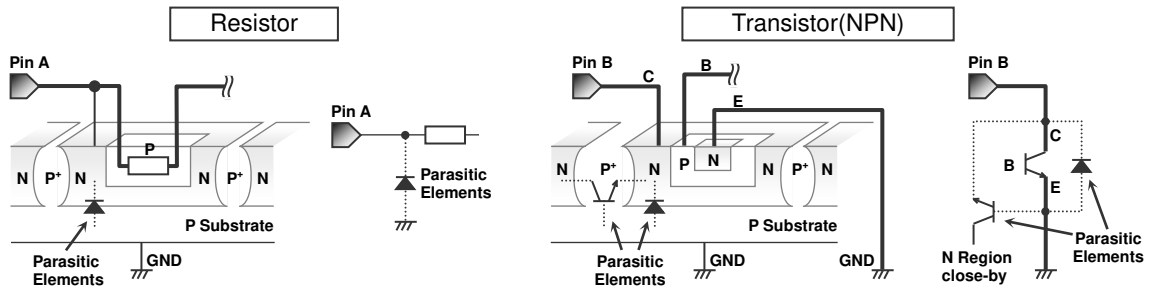 Resistor
Transistor(NPN)
Pin A
P
N P+ N N P+ N
P Substrate
Parasitic
Elements
GND
Pin A
Parasitic
Elements
Pin B
C
B
E
N P+ N P N N P+ N
P Substrate
Parasitic
Elements
GND
GND
Pin B
C
B
E
Parasitic
Elements
N Region
close-by